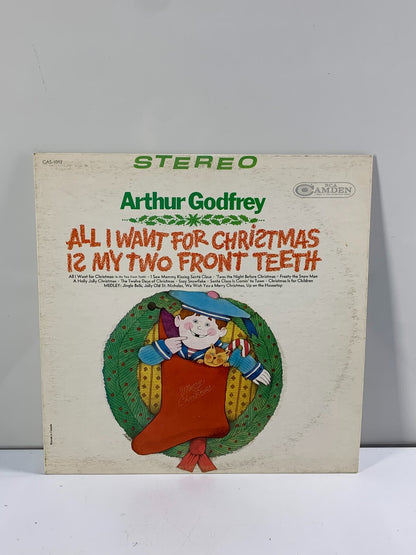 CAS-1092
STEREO
RCA
CAMDEN
Arthur Godfrey
ALL I WANT FOR CHRISTMAS
IS MY TWO FRONT TEETH
All I Want for Christmas (Is My Two Front Teeth) · I Saw Mommy Kissing Santa Claus · 'Twas the Night Before Christmas · Frosty the Snow Man
A Holly Jolly Christmas · The Twelve Days of Christmas · Suzy Snowflake · Santa Claus is Comin' to Town · Christmas Is for Children
MEDLEY: Jingle Bells, Jolly Old St. Nicholas, We Wish You a Merry Christmas, Up on the Housetop
MERRY
CHRISTMAS